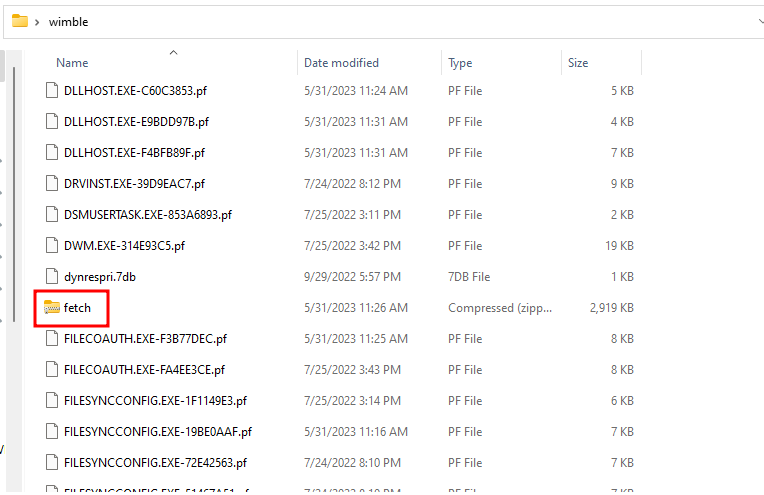 wimble
Name Date modified Type Size
DLLHOST.EXE-C60C3853.pf 5/31/2023 11:24 AM PF File 5 KB
DLLHOST.EXE-E9BDD97B.pf 5/31/2023 11:31 AM PF File 4 KB
DLLHOST.EXE-F4BFB89F.pf 5/31/2023 11:31 AM PF File 7 KB
DRVINST.EXE-39D9EAC7.pf 7/24/2022 8:12 PM PF File 9 KB
DSMUSERTASK.EXE-853A6893.pf 7/25/2022 3:11 PM PF File 2 KB
DWM.EXE-314E93C5.pf 7/25/2022 3:42 PM PF File 19 KB
dynrespri.7db 9/29/2022 5:57 PM 7DB File 1 KB
fetch 5/31/2023 11:26 AM Compressed (zipp... 2,919 KB
FILECOAUTH.EXE-F3B77DEC.pf 5/31/2023 11:25 AM PF File 8 KB
FILECOAUTH.EXE-FA4EE3CE.pf 7/25/2022 3:43 PM PF File 8 KB
FILESYNCCONFIG.EXE-1F1149E3.pf 7/25/2022 3:14 PM PF File 6 KB
FILESYNCCONFIG.EXE-19BE0AAF.pf 5/31/2023 11:16 AM PF File 7 KB
FILESYNCCONFIG.EXE-72E42563.pf 7/24/2022 8:10 PM PF File 7 KB